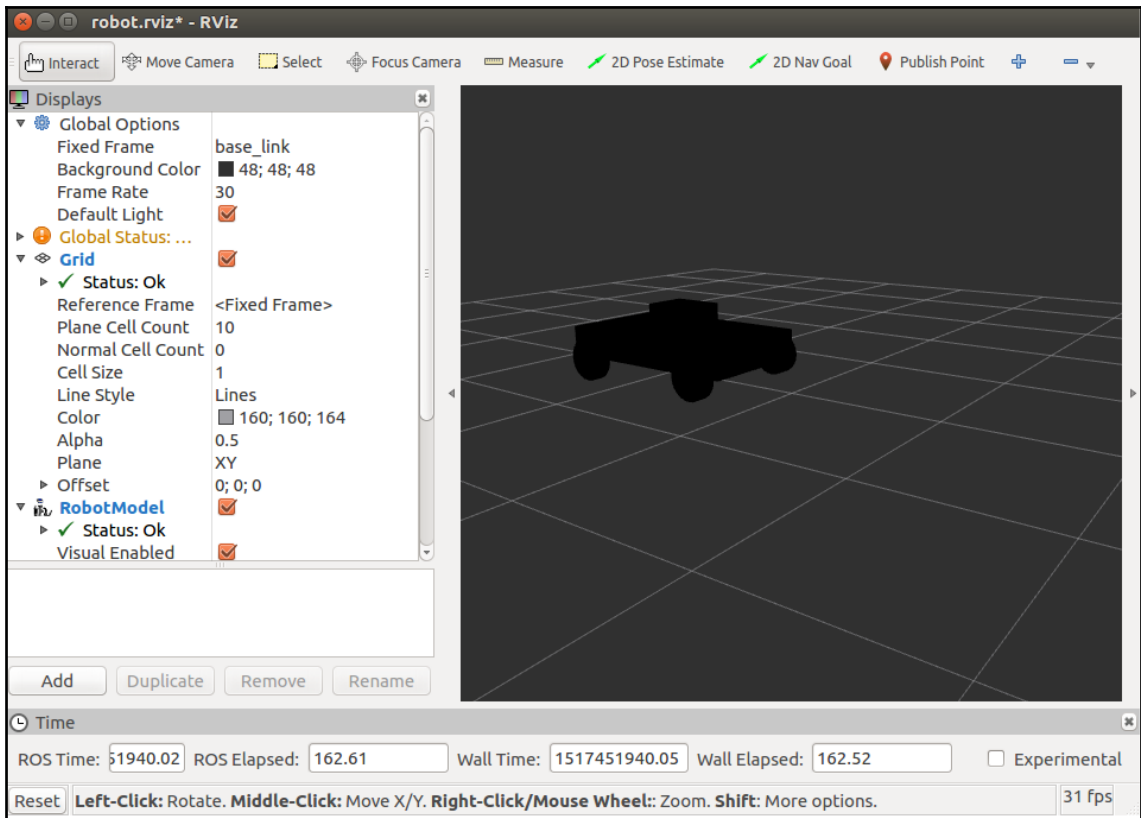 robot.rviz* - RViz
Interact Move Camera Select Focus Camera Measure 2D Pose Estimate 2D Nav Goal Publish Point
Displays
Global Options
Fixed Frame base_link
Background Color 48; 48; 48
Frame Rate 30
Default Light
Global Status: ...
Grid
Status: Ok
Reference Frame <Fixed Frame>
Plane Cell Count 10
Normal Cell Count 0
Cell Size 1
Line Style Lines
Color 160; 160; 164
Alpha 0.5
Plane XY
Offset 0; 0; 0
RobotModel
Status: Ok
Visual Enabled
Add Duplicate Remove Rename
Time
ROS Time: 51940.02 ROS Elapsed: 162.61 Wall Time: 1517451940.05 Wall Elapsed: 162.52 Experimental
Reset Left-Click: Rotate. Middle-Click: Move X/Y. Right-Click/Mouse Wheel:: Zoom. Shift: More options. 31 fps